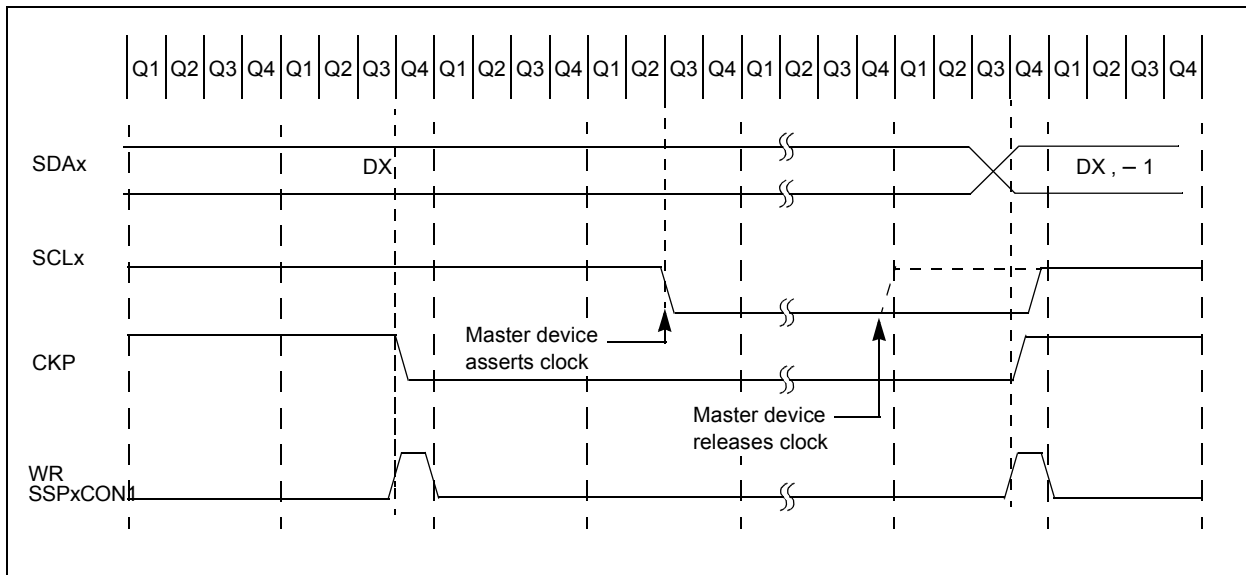 Q1 Q2 Q3 Q4 Q1 Q2 Q3 Q4 Q1 Q2 Q3 Q4 Q1 Q2 Q3 Q4 Q1 Q2 Q3 Q4 Q1 Q2 Q3 Q4 Q1 Q2 Q3 Q4
SDAx
DX
DX , – 1
SCLx
Master device
asserts clock
CKP
Master device
releases clock
WR
SSPxCON1